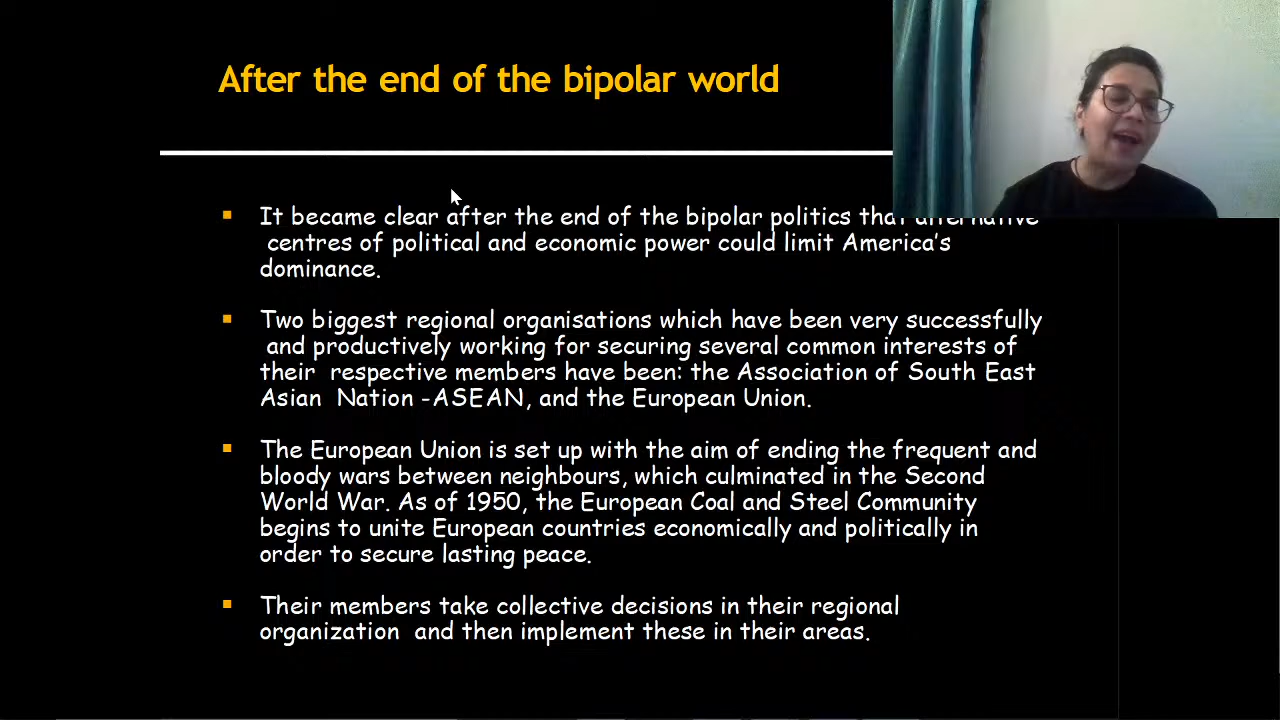 After the end of the bipolar world
It became clear after the end of the bipolar politics that alternative
centres of political and economic power could limit America's
dominance.
Two biggest regional organisations which have been very successfully
and productively working for securing several common interests of
their respective members have been: the Association of South East
Asian Nation -ASEAN, and the European Union.
The European Union is set up with the aim of ending the frequent and
bloody wars between neighbours, which culminated in the Second
World War. As of 1950, the European Coal and Steel Community
begins to unite European countries economically and politically in
order to secure lasting peace.
Their members take collective decisions in their regional
organization and then implement these in their areas.